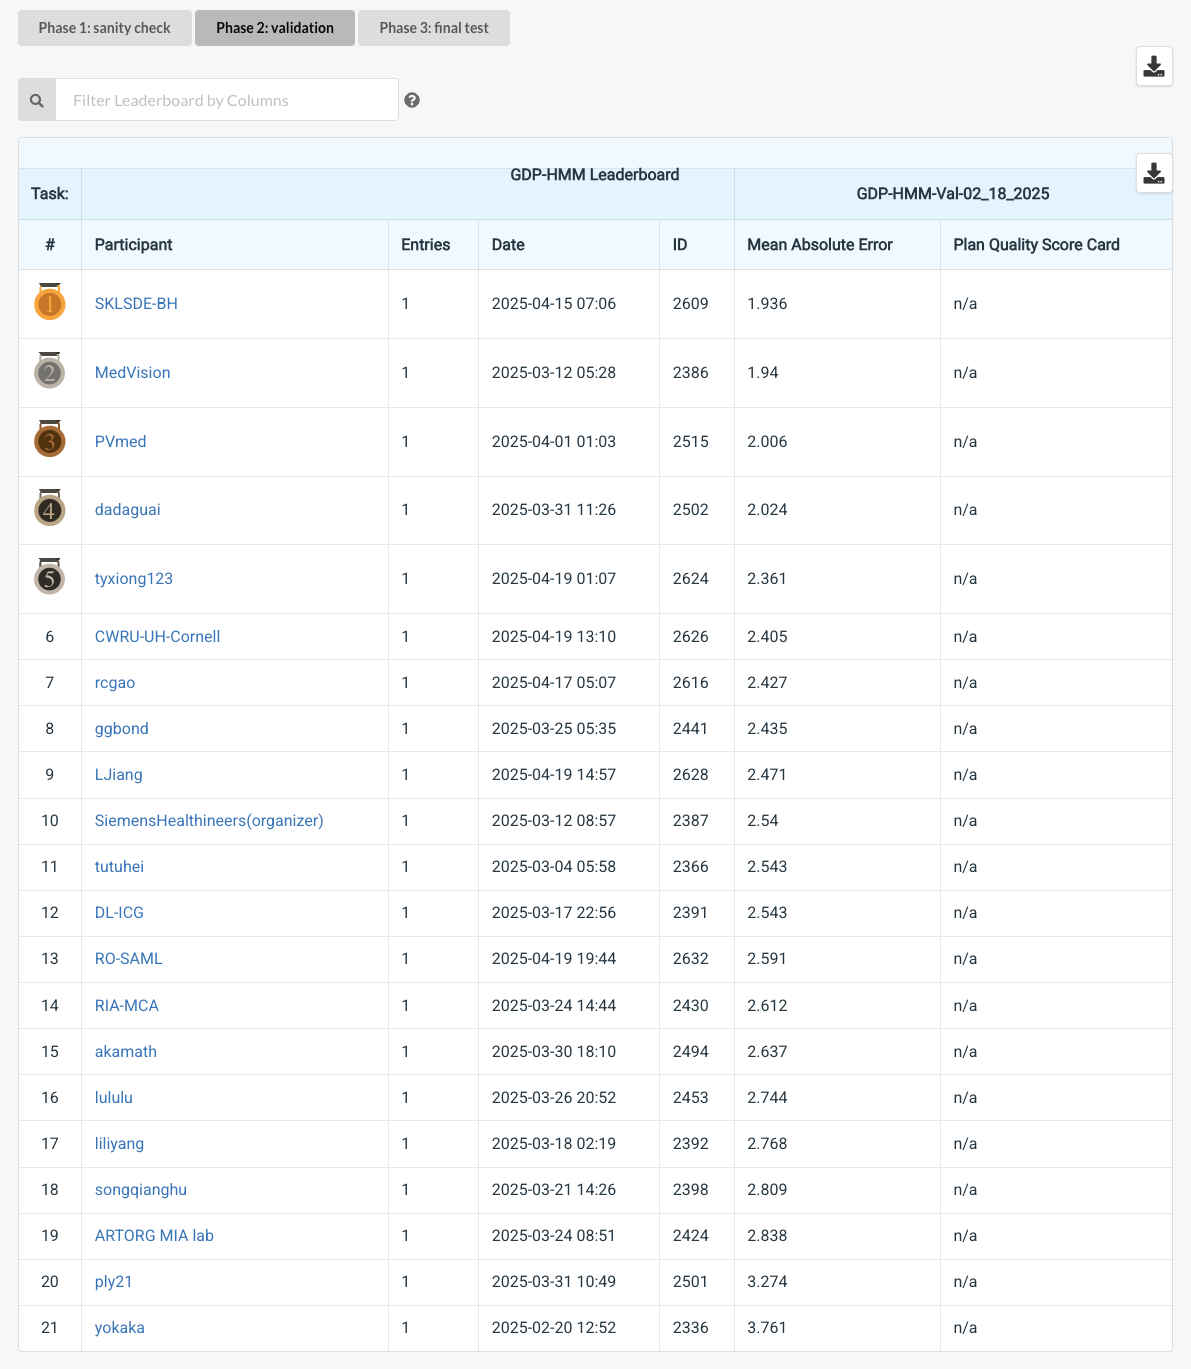 Phase 1: sanity check Phase 2: validation Phase 3: final test
Filter Leaderboard by Columns
GDP-HMM Leaderboard
Task: GDP-HMM-Val-02_18_2025
# Participant Entries Date ID Mean Absolute Error Plan Quality Score Card
1 SKLSDE-BH 1 2025-04-15 07:06 2609 1.936 n/a
2 MedVision 1 2025-03-12 05:28 2386 1.94 n/a
3 PVmed 1 2025-04-01 01:03 2515 2.006 n/a
4 dadaguai 1 2025-03-31 11:26 2502 2.024 n/a
5 tyxiong123 1 2025-04-19 01:07 2624 2.361 n/a
6 CWRU-UH-Cornell 1 2025-04-19 13:10 2626 2.405 n/a
7 rcgao 1 2025-04-17 05:07 2616 2.427 n/a
8 ggbond 1 2025-03-25 05:35 2441 2.435 n/a
9 LJiang 1 2025-04-19 14:57 2628 2.471 n/a
10 SiemensHealthineers(organizer) 1 2025-03-12 08:57 2387 2.54 n/a
11 tutuhei 1 2025-03-04 05:58 2366 2.543 n/a
12 DL-ICG 1 2025-03-17 22:56 2391 2.543 n/a
13 RO-SAML 1 2025-04-19 19:44 2632 2.591 n/a
14 RIA-MCA 1 2025-03-24 14:44 2430 2.612 n/a
15 akamath 1 2025-03-30 18:10 2494 2.637 n/a
16 lululu 1 2025-03-26 20:52 2453 2.744 n/a
17 liliyang 1 2025-03-18 02:19 2392 2.768 n/a
18 songqianghu 1 2025-03-21 14:26 2398 2.809 n/a
19 ARTORG MIA lab 1 2025-03-24 08:51 2424 2.838 n/a
20 ply21 1 2025-03-31 10:49 2501 3.274 n/a
21 yokaka 1 2025-02-20 12:52 2336 3.761 n/a